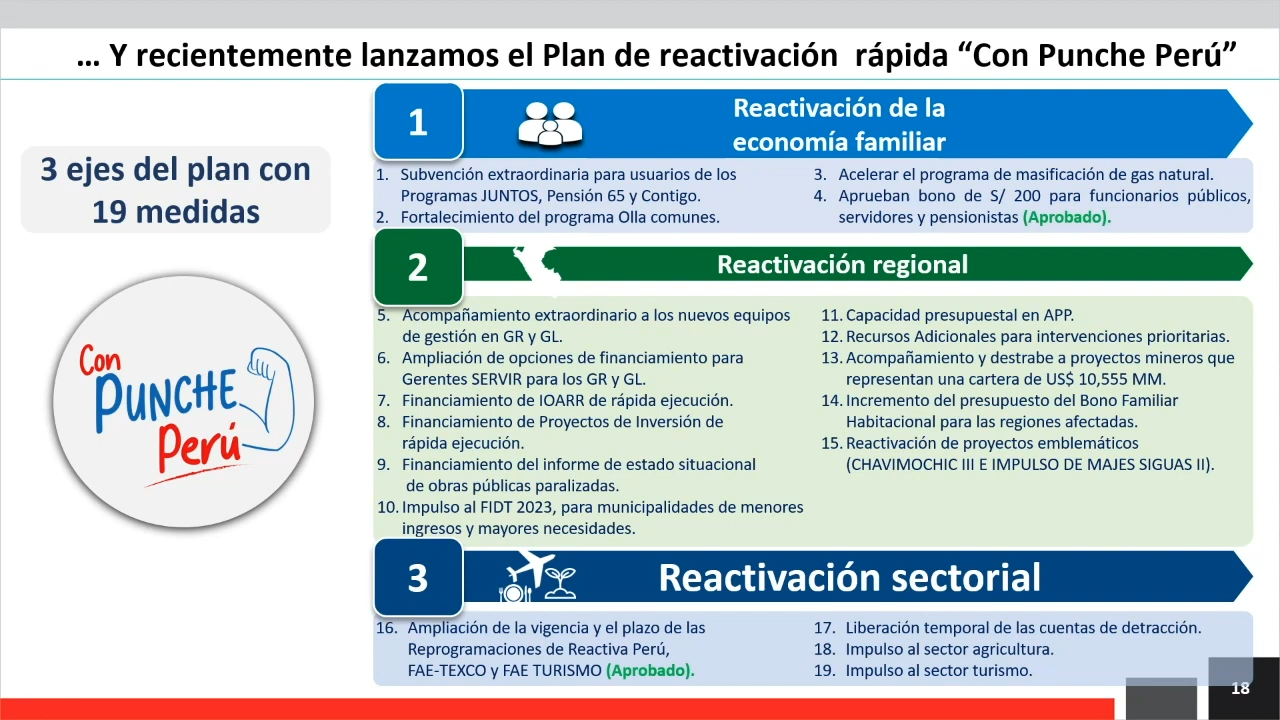 … Y recientemente lanzamos el Plan de reactivación rápida “Con Punche Perú”
3 ejes del plan con
19 medidas
Con
PUNCHE
Perú
1
Reactivación de la
economía familiar
1. Subvención extraordinaria para usuarios de los
Programas JUNTOS, Pensión 65 y Contigo.
2. Fortalecimiento del programa Olla comunes.
3. Acelerar el programa de masificación de gas natural.
4. Aprueban bono de S/ 200 para funcionarios públicos,
servidores y pensionistas (Aprobado).
2
Reactivación regional
5. Acompañamiento extraordinario a los nuevos equipos
de gestión en GR y GL.
6. Ampliación de opciones de financiamiento para
Gerentes SERVIR para los GR y GL.
7. Financiamiento de IOARR de rápida ejecución.
8. Financiamiento de Proyectos de Inversión de
rápida ejecución.
9. Financiamiento del informe de estado situacional
de obras públicas paralizadas.
10. Impulso al FIDT 2023, para municipalidades de menores
ingresos y mayores necesidades.
11. Capacidad presupuestal en APP.
12. Recursos Adicionales para intervenciones prioritarias.
13. Acompañamiento y destrabe a proyectos mineros que
representan una cartera de US$ 10,555 MM.
14. Incremento del presupuesto del Bono Familiar
Habitacional para las regiones afectadas.
15. Reactivación de proyectos emblemáticos
(CHAVIMOCHIC III E IMPULSO DE MAJES SIGUAS II).
3
Reactivación sectorial
16. Ampliación de la vigencia y el plazo de las
Reprogramaciones de Reactiva Perú,
FAE-TEXCO y FAE TURISMO (Aprobado).
17. Liberación temporal de las cuentas de detracción.
18. Impulso al sector agricultura.
19. Impulso al sector turismo.
18